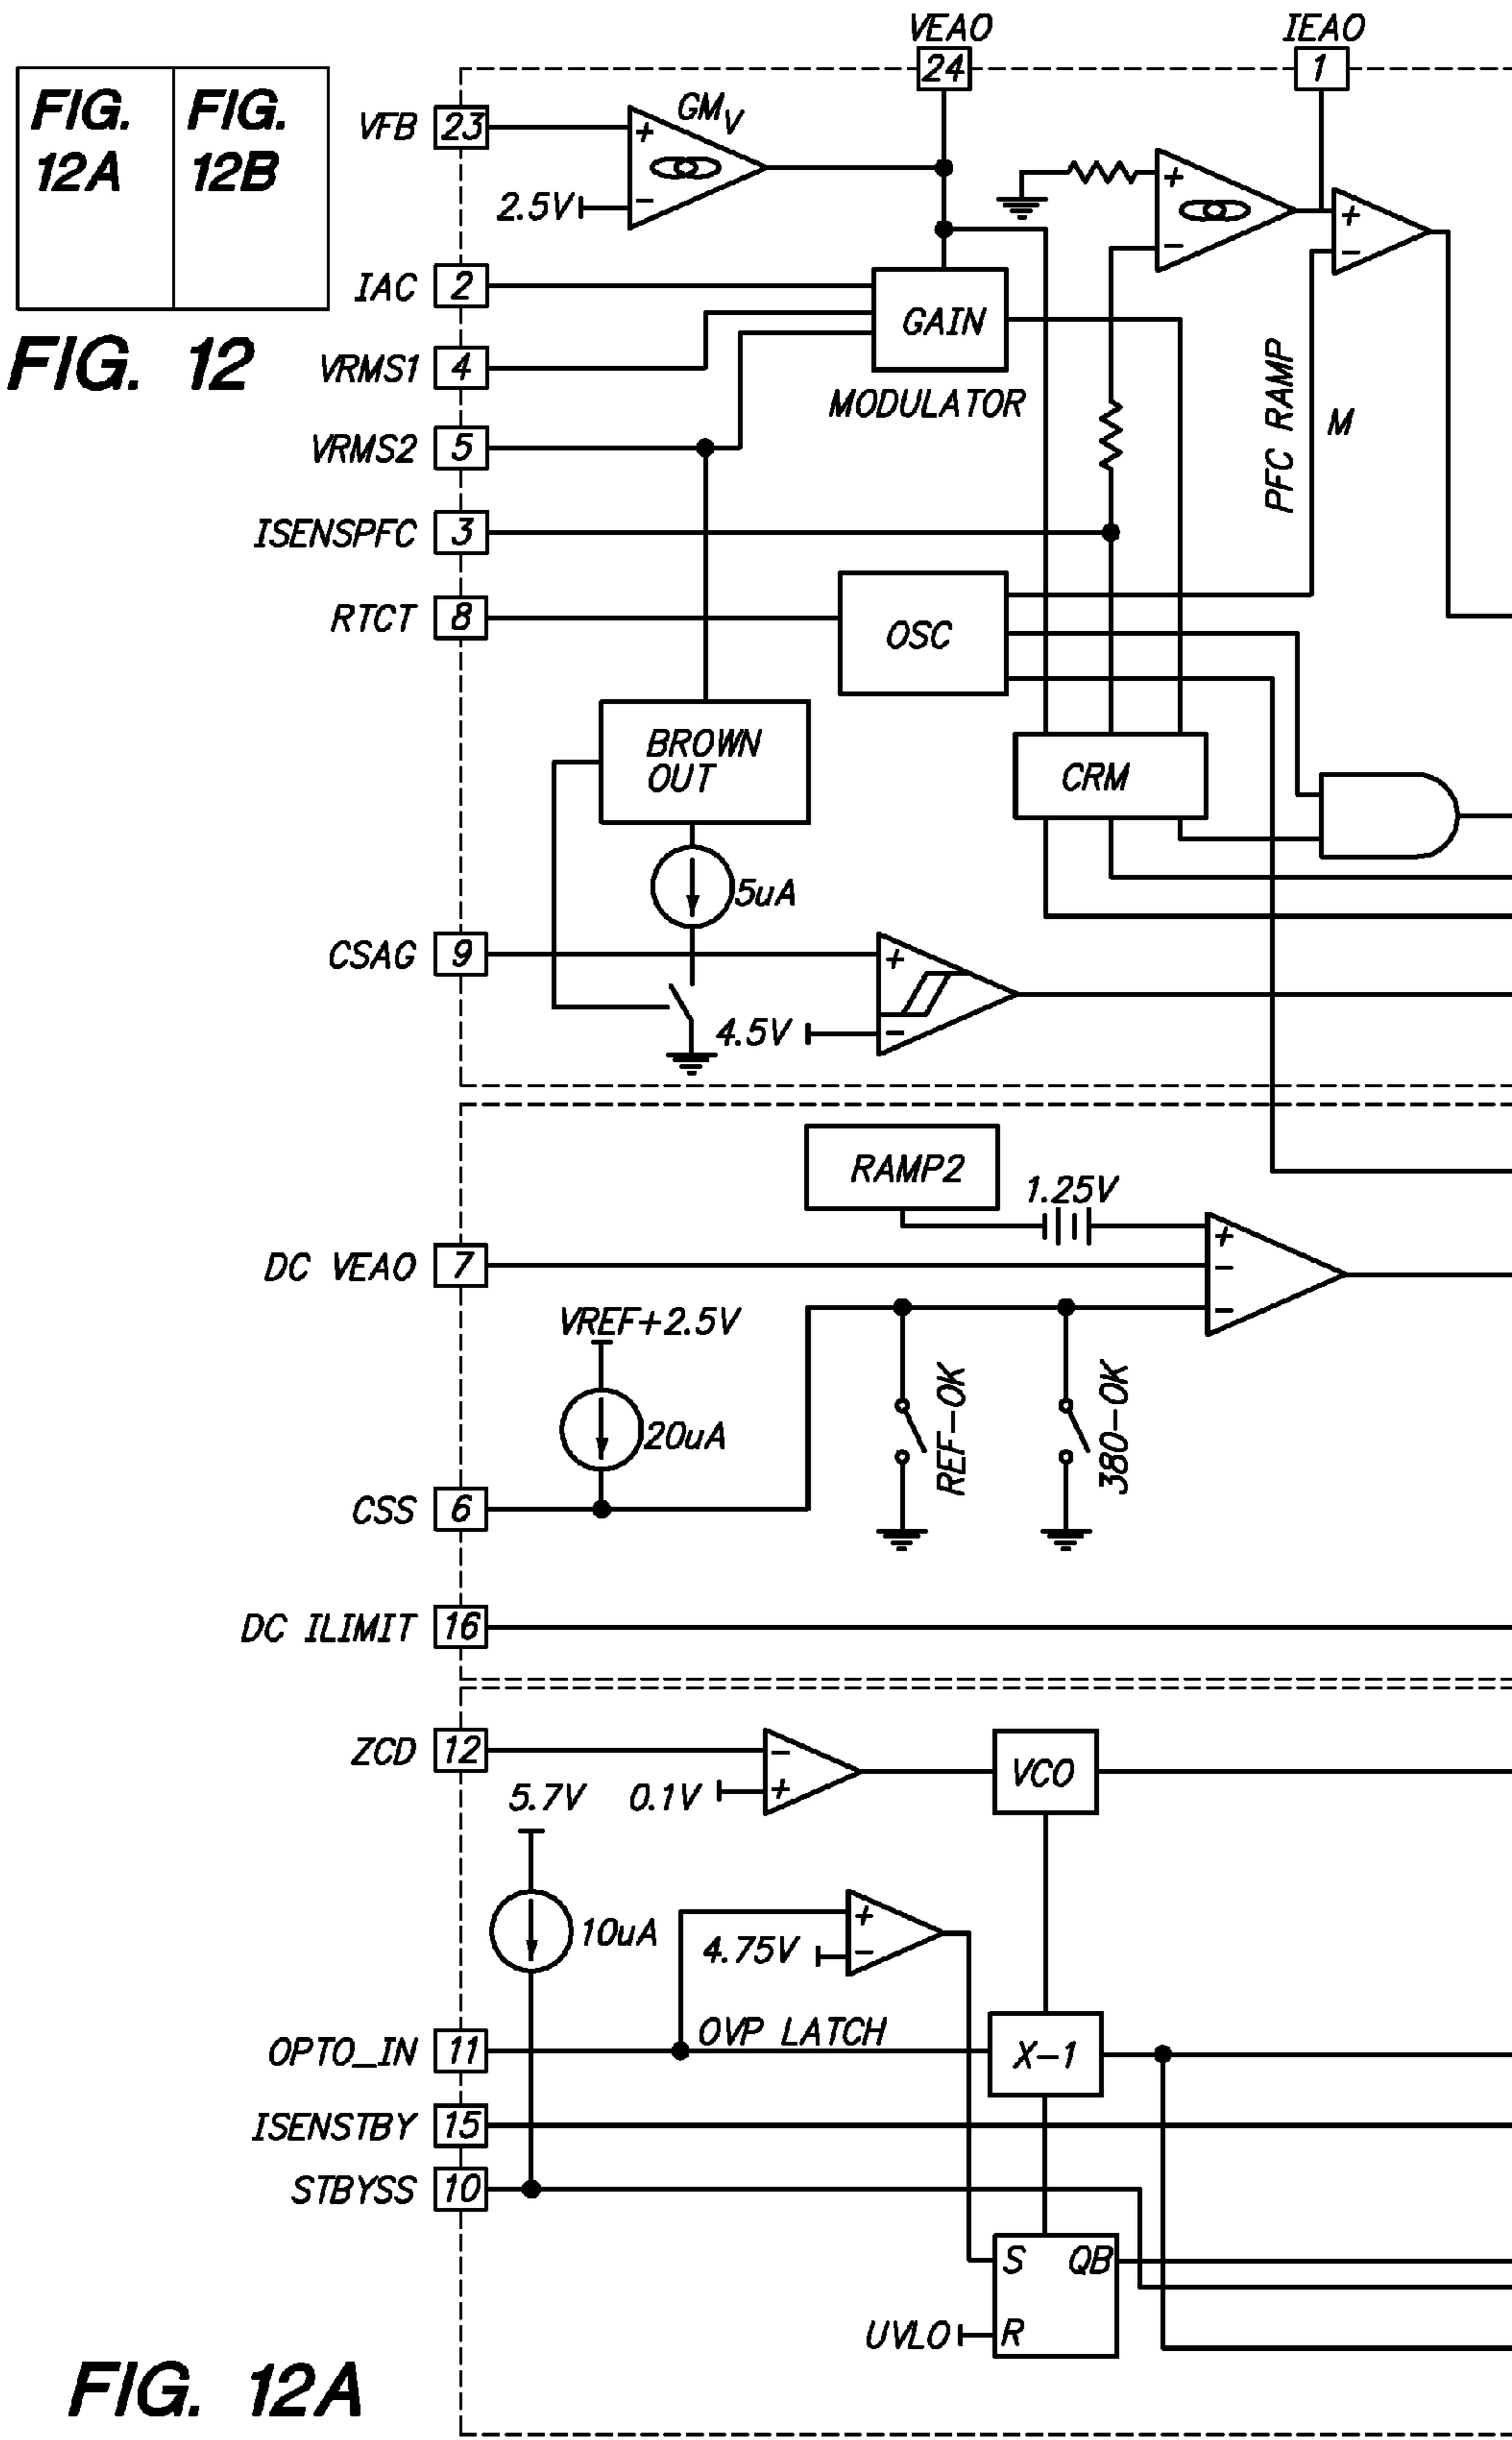 VEAO
IEAO
24
1
FIG. 12A
FIG. 12B
FIG. 12
VFB 23
GMV
+
2.5V
−
+
−
+
−
IAC 2
GAIN
MODULATOR
VRMS1 4
VRMS2 5
PFC RAMP
M
ISENSPFC 3
RTCT 8
OSC
BROWN
OUT
CRM
5uA
CSAG 9
+
4.5V
−
RAMP2
1.25V
+
DC VEAO 7
−
−
VREF+2.5V
20uA
REF-OK
380-OK
CSS 6
DC ILIMIT 16
ZCD 12
−
VCO
5.7V
0.1V
+
10uA
+
4.75V
−
OVP LATCH
OPTO_IN 11
X-1
ISENSTBY 15
STBYSS 10
S QB
UVLO
R
FIG. 12A